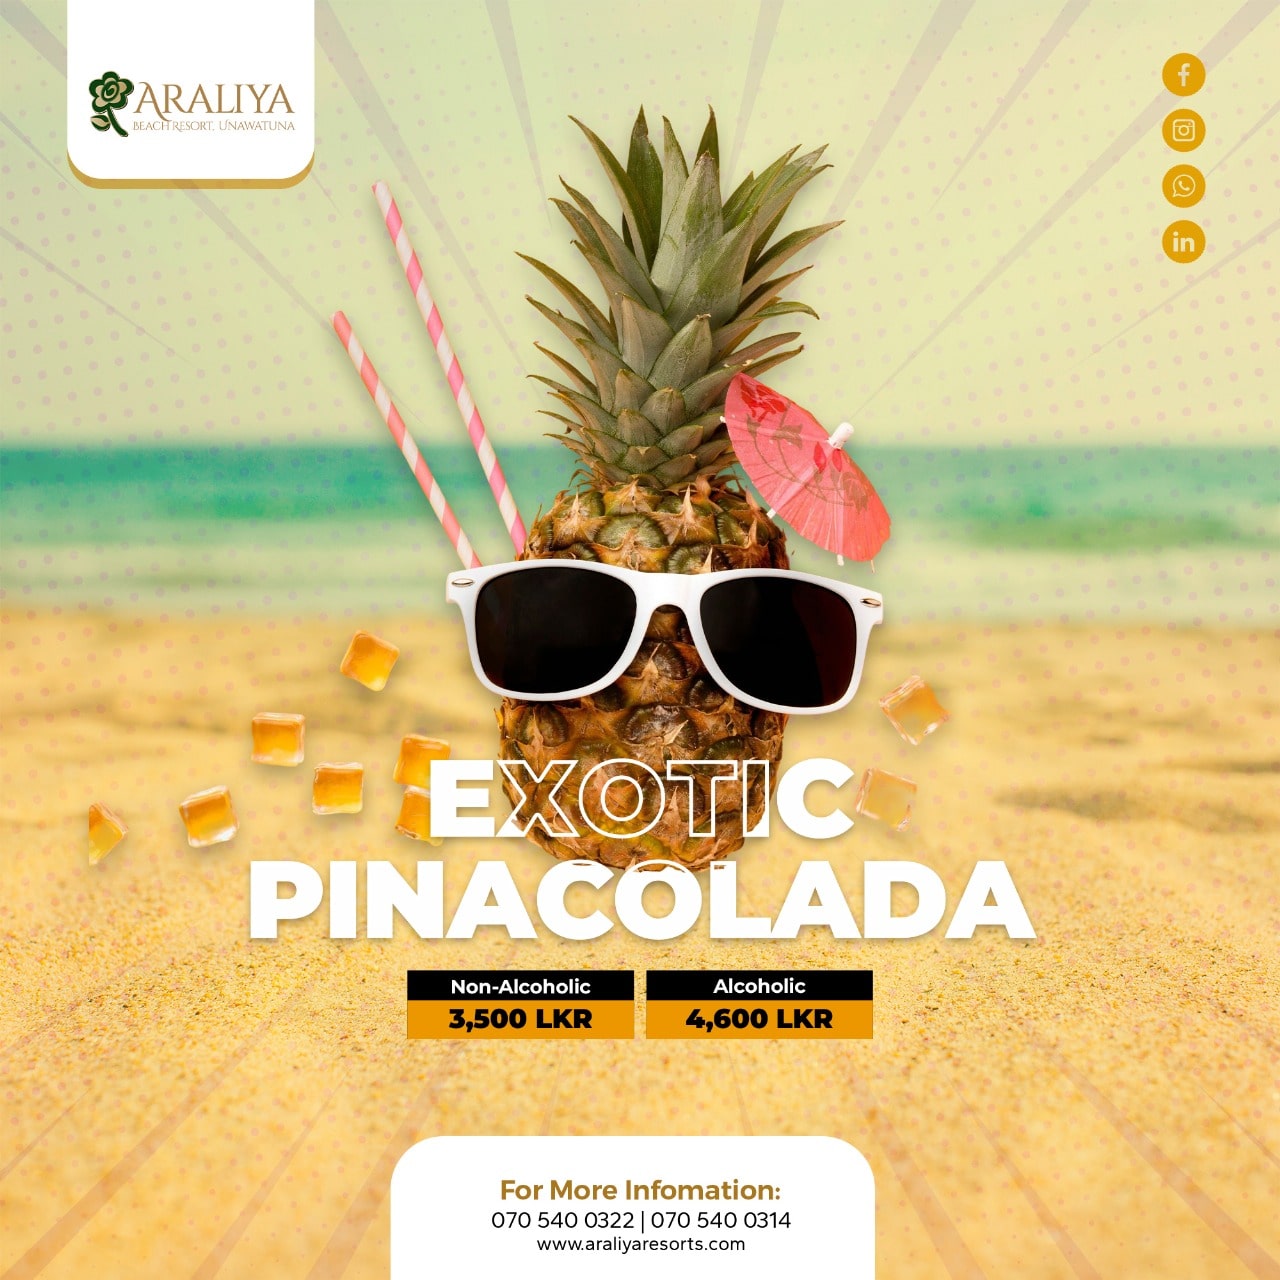 ARALIYA
BEACH RESORT, UNAWATUNA
EXOTIC
PINACOLADA
Non-Alcoholic
3,500 LKR
Alcoholic
4,600 LKR
For More Infomation:
070 540 0322 | 070 540 0314
www.araliyaresorts.com